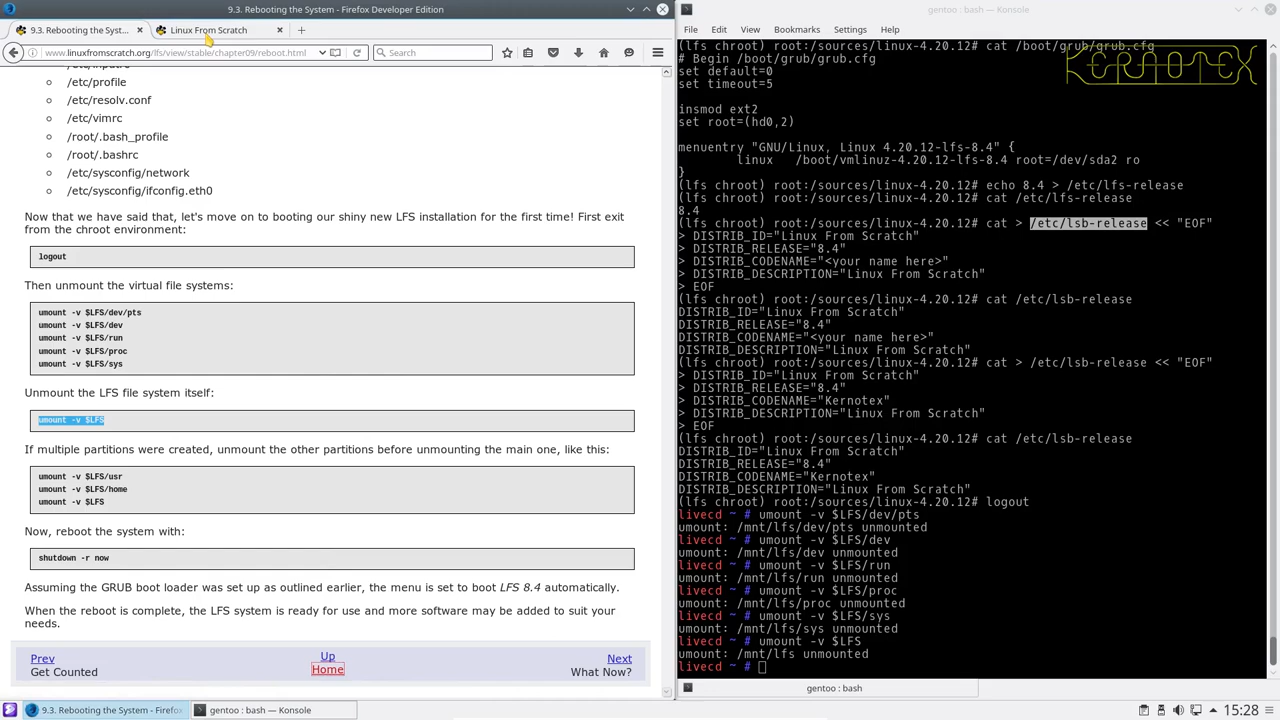 9.3. Rebooting the System - Firefox Developer Edition
9.3. Rebooting the Syst...
Linux From Scratch
www.linuxfromscratch.org/lfs/view/stable/chapter09/reboot.html
Search
/etc/profile
/etc/resolv.conf
/etc/vimrc
/root/.bash_profile
/root/.bashrc
/etc/sysconfig/network
/etc/sysconfig/ifconfig.eth0
Now that we have said that, let's move on to booting our shiny new LFS installation for the first time! First exit
from the chroot environment:
logout
Then unmount the virtual file systems:
umount -v $LFS/dev/pts
umount -v $LFS/dev
umount -v $LFS/run
umount -v $LFS/proc
umount -v $LFS/sys
Unmount the LFS file system itself:
umount -v $LFS
If multiple partitions were created, unmount the other partitions before unmounting the main one, like this:
umount -v $LFS/usr
umount -v $LFS/home
umount -v $LFS
Now, reboot the system with:
shutdown -r now
Assuming the GRUB boot loader was set up as outlined earlier, the menu is set to boot LFS 8.4 automatically.
When the reboot is complete, the LFS system is ready for use and more software may be added to suit your
needs.
Prev
Up
Next
Get Counted
Home
What Now?
gentoo : bash — Konsole
File Edit View Bookmarks Settings Help
KERNOTEX
(lfs chroot) root:/sources/linux-4.20.12# cat /boot/grub/grub.cfg
# Begin /boot/grub/grub.cfg
set default=0
set timeout=5
insmod ext2
set root=(hd0,2)
menuentry "GNU/Linux, Linux 4.20.12-lfs-8.4" {
linux /boot/vmlinuz-4.20.12-lfs-8.4 root=/dev/sda2 ro
}
(lfs chroot) root:/sources/linux-4.20.12# echo 8.4 > /etc/lfs-release
(lfs chroot) root:/sources/linux-4.20.12# cat /etc/lfs-release
8.4
(lfs chroot) root:/sources/linux-4.20.12# cat > /etc/lsb-release << "EOF"
> DISTRIB_ID="Linux From Scratch"
> DISTRIB_RELEASE="8.4"
> DISTRIB_CODENAME="<your name here>"
> DISTRIB_DESCRIPTION="Linux From Scratch"
> EOF
(lfs chroot) root:/sources/linux-4.20.12# cat /etc/lsb-release
DISTRIB_ID="Linux From Scratch"
DISTRIB_RELEASE="8.4"
DISTRIB_CODENAME="<your name here>"
DISTRIB_DESCRIPTION="Linux From Scratch"
(lfs chroot) root:/sources/linux-4.20.12# cat > /etc/lsb-release << "EOF"
> DISTRIB_ID="Linux From Scratch"
> DISTRIB_RELEASE="8.4"
> DISTRIB_CODENAME="Kernotex"
> DISTRIB_DESCRIPTION="Linux From Scratch"
> EOF
(lfs chroot) root:/sources/linux-4.20.12# cat /etc/lsb-release
DISTRIB_ID="Linux From Scratch"
DISTRIB_RELEASE="8.4"
DISTRIB_CODENAME="Kernotex"
DISTRIB_DESCRIPTION="Linux From Scratch"
(lfs chroot) root:/sources/linux-4.20.12# logout
livecd ~ # umount -v $LFS/dev/pts
umount: /mnt/lfs/dev/pts unmounted
livecd ~ # umount -v $LFS/dev
umount: /mnt/lfs/dev unmounted
livecd ~ # umount -v $LFS/run
umount: /mnt/lfs/run unmounted
livecd ~ # umount -v $LFS/proc
umount: /mnt/lfs/proc unmounted
livecd ~ # umount -v $LFS/sys
umount: /mnt/lfs/sys unmounted
livecd ~ # umount -v $LFS
umount: /mnt/lfs unmounted
livecd ~ #
gentoo : bash
9.3. Rebooting the System - Firefox
gentoo : bash — Konsole
15:28